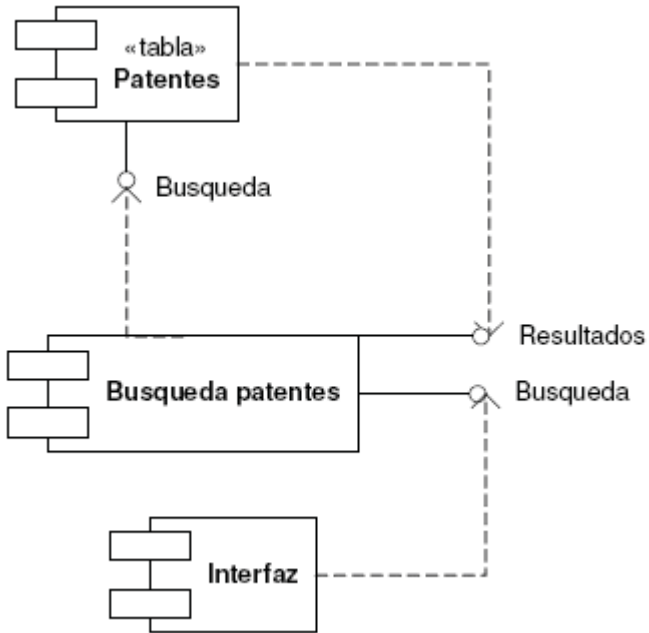 «tabla»
Patentes
Busqueda
Resultados
Busqueda patentes
Busqueda
Interfaz